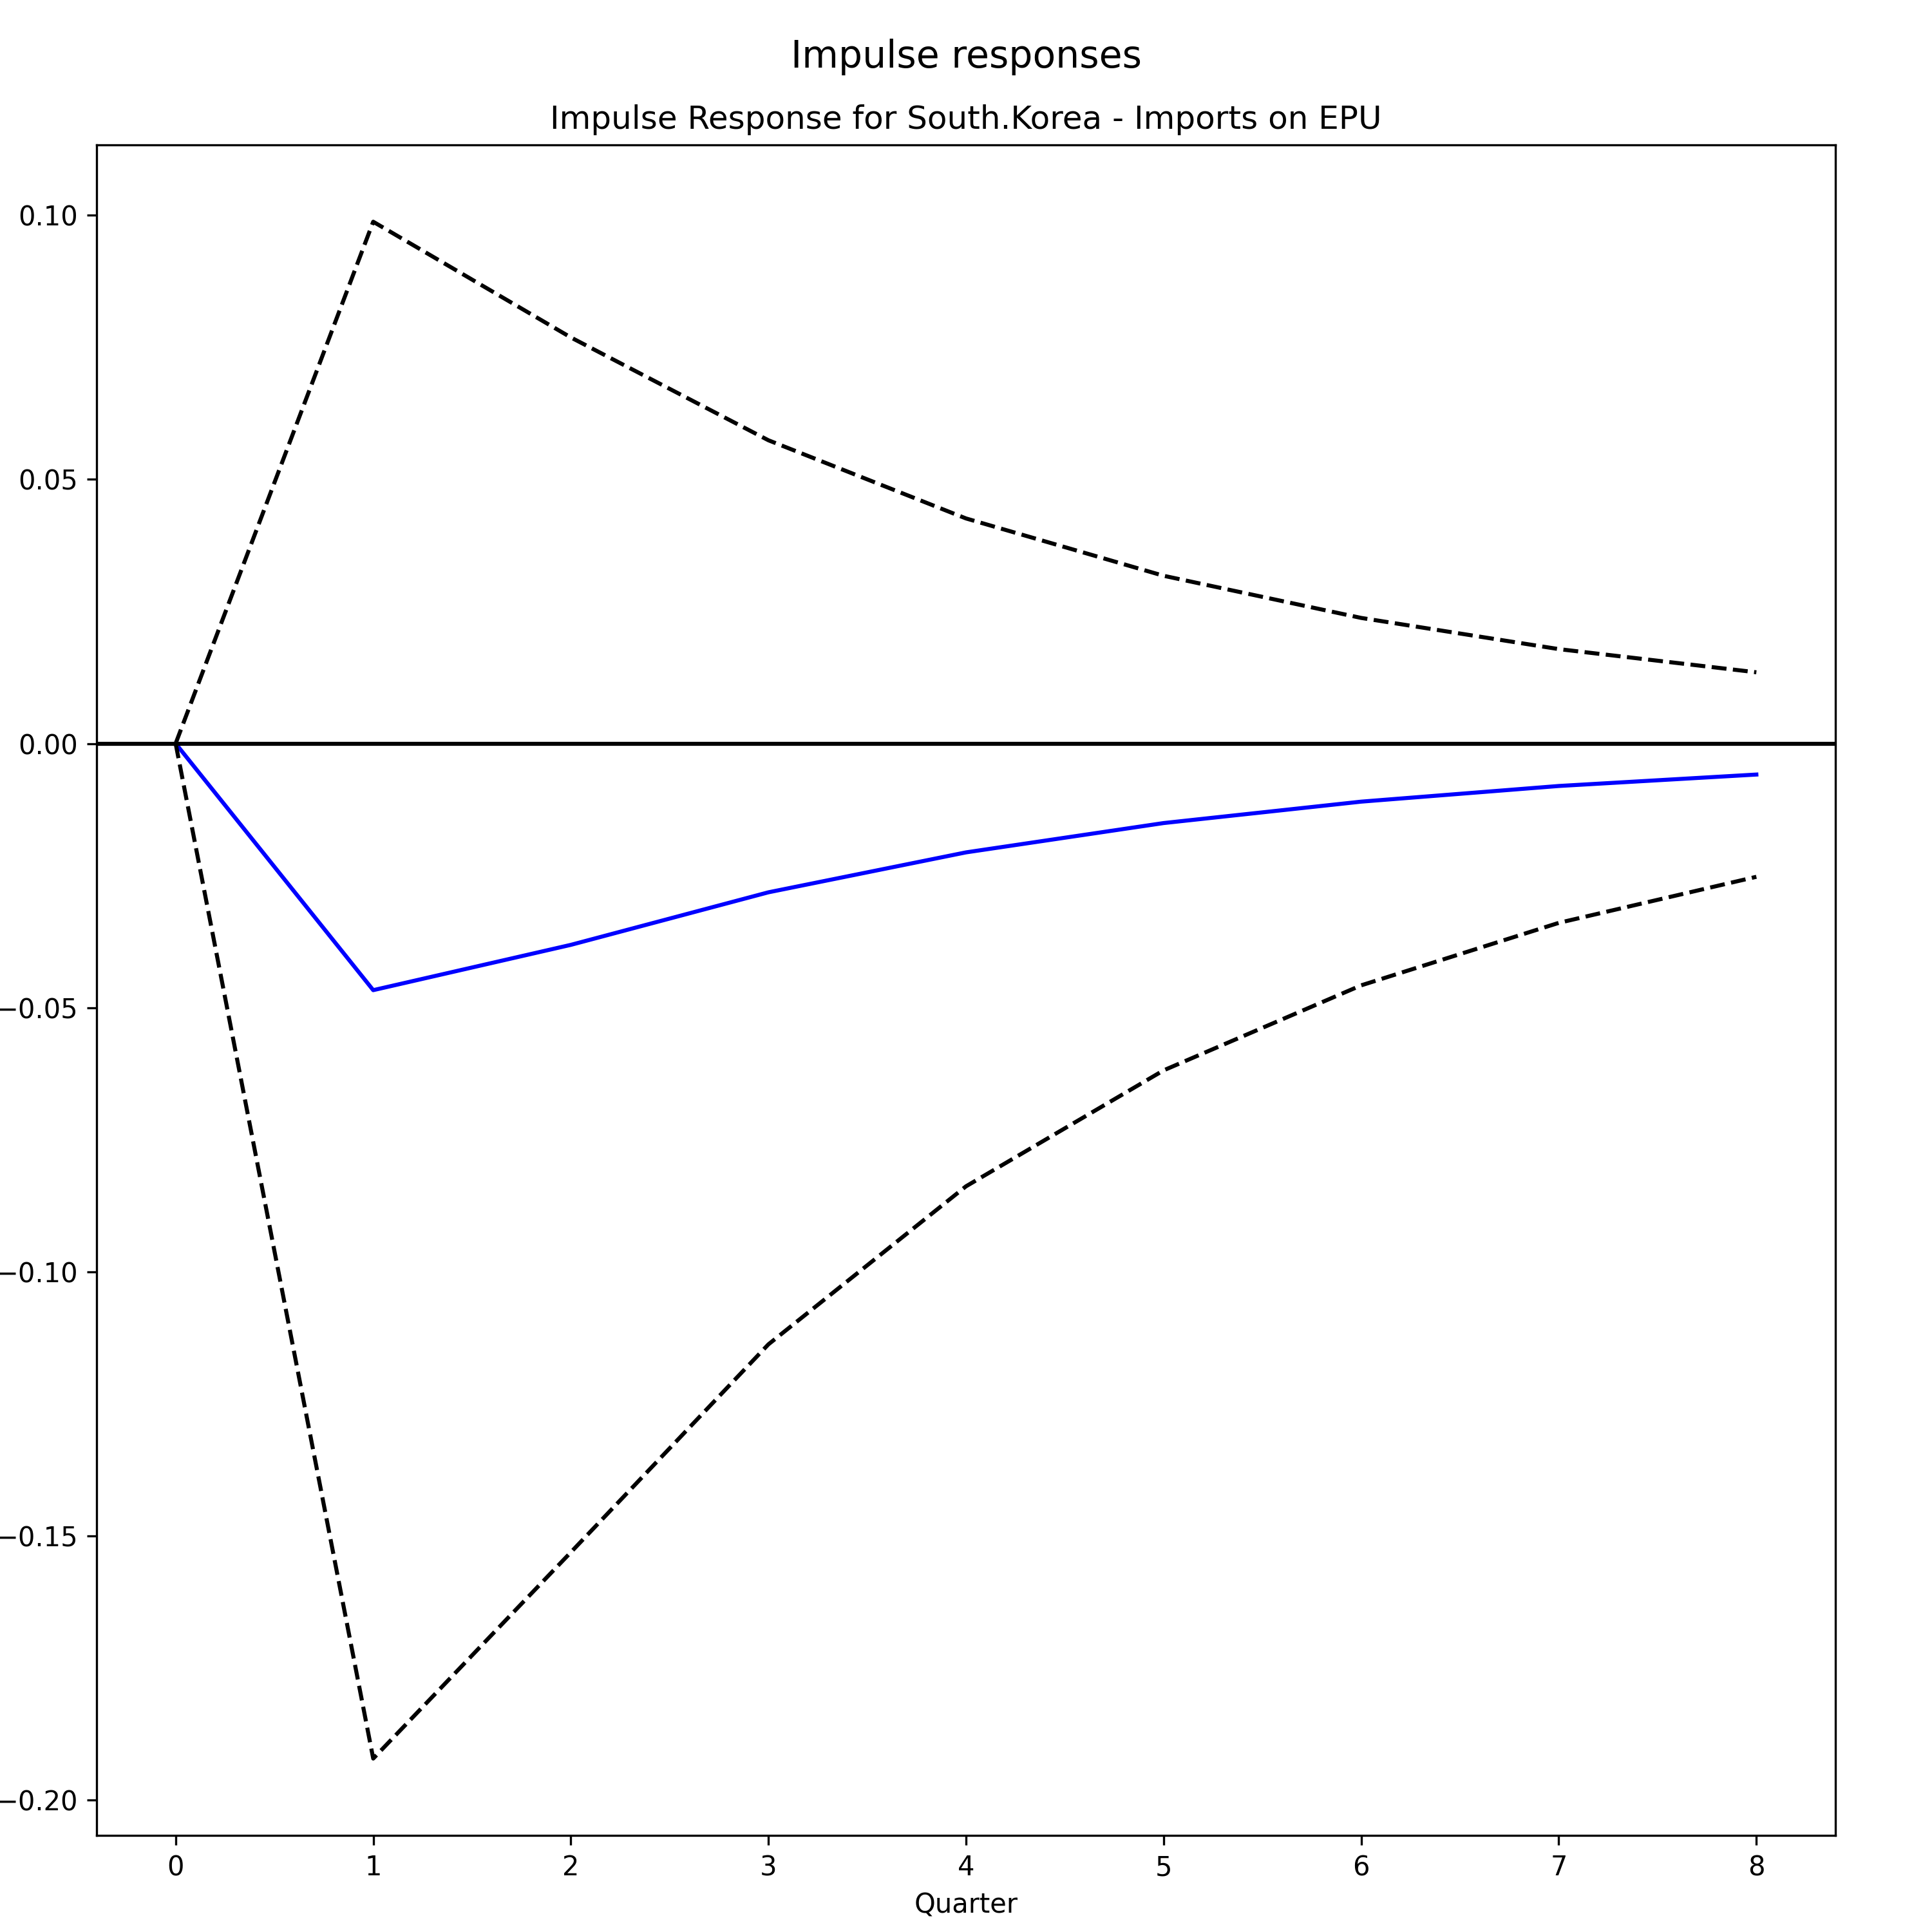 Impulse responses
Impulse Response for South.Korea - Imports on EPU
0.10
0.05
0.00
−0.05
−0.10
−0.15
−0.20
0 1 2 3 4 5 6 7 8
Quarter